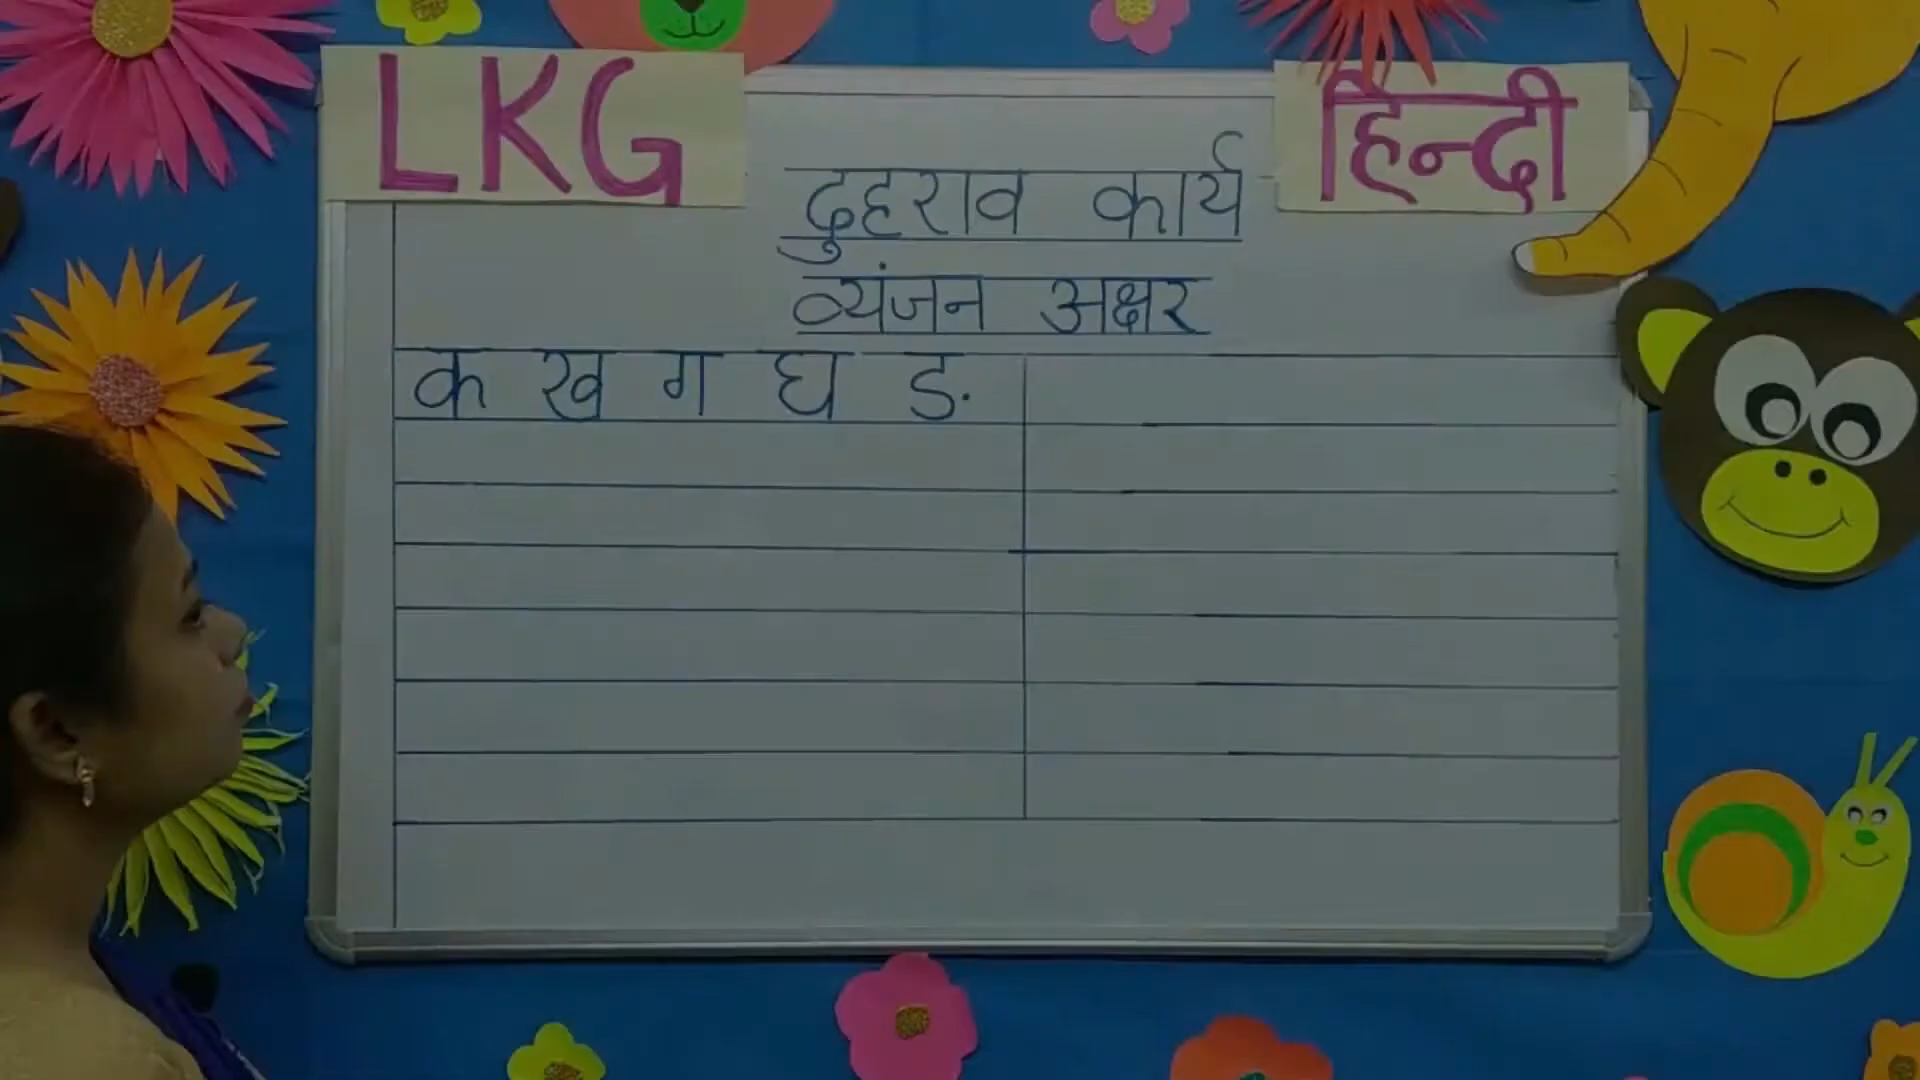 LKG
हिन्दी
दुहराव कार्य
व्यंजन अक्षर
क ख ग घ ङ